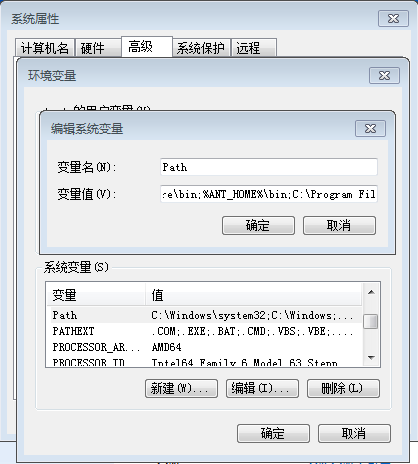 系统属性
计算机名 硬件 高级 系统保护 远程
环境变量
的用户变量(U)
编辑系统变量
变量名(N): Path
变量值(V): re\bin;%ANT_HOME%\bin;C:\Program Fil
确定 取消
系统变量(S)
变量 值
Path C:\Windows\system32;C:\Windows;...
PATHEXT .COM;.EXE;.BAT;.CMD;.VBS;.VBE;....
PROCESSOR_AR... AMD64
PROCESSOR_ID Intel64 Family 6 Model 63 Stepp
新建(W)... 编辑(I)... 删除(L)
确定 取消